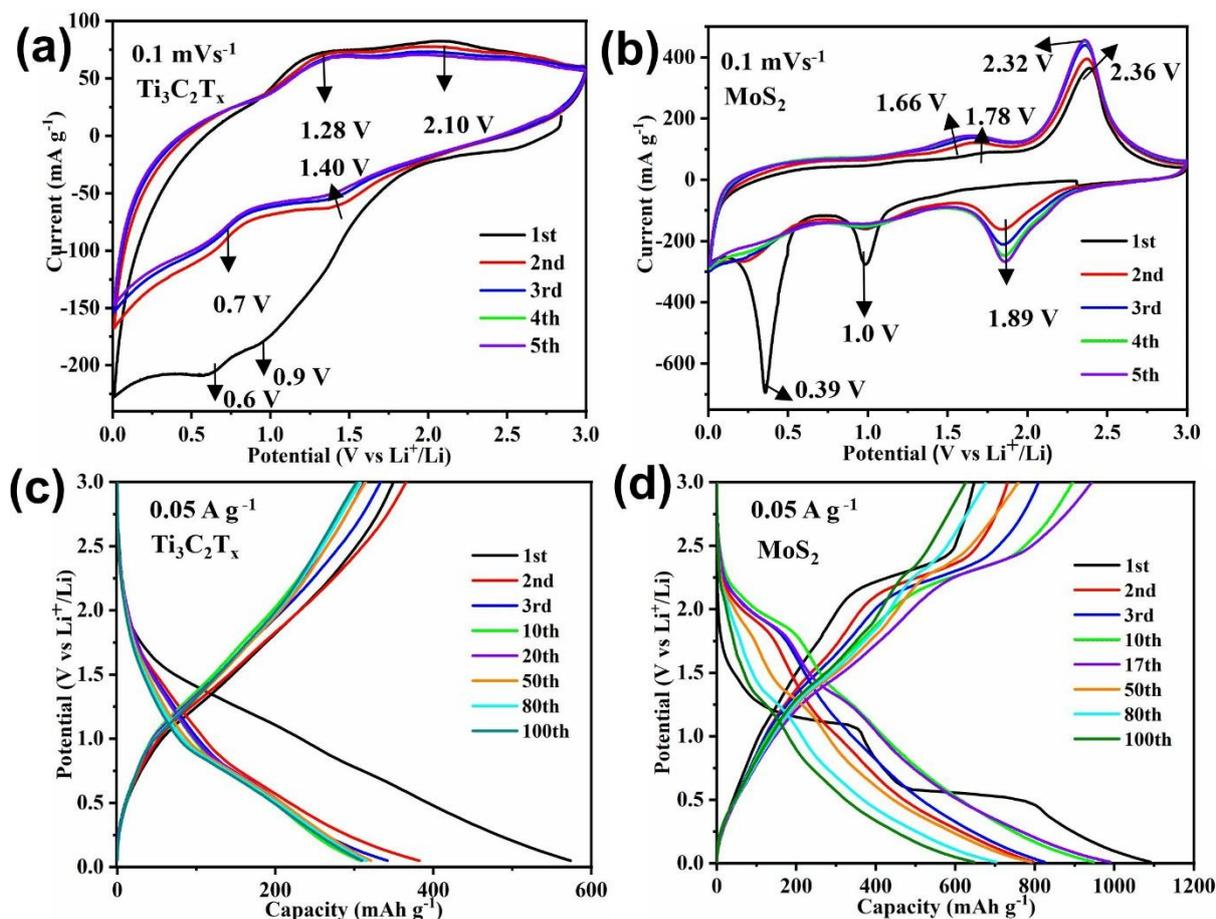 (a)
0.1 mVs⁻¹
Ti₃C₂Tₓ
1.28 V
2.10 V
1.40 V
0.7 V
0.9 V
0.6 V
1st
2nd
3rd
4th
5th
100
75
50
25
0
-25
-50
-75
-100
-125
-150
-175
-200
-225
Current (mA g⁻¹)
0.0 0.5 1.0 1.5 2.0 2.5 3.0
Potential (V vs Li⁺/Li)
(b)
0.1 mVs⁻¹
MoS₂
2.32 V
2.36 V
1.66 V
1.78 V
1.89 V
1.0 V
0.39 V
1st
2nd
3rd
4th
5th
400
200
0
-200
-400
-600
Current (mA g⁻¹)
0.0 0.5 1.0 1.5 2.0 2.5 3.0
Potential (V vs Li⁺/Li)
(c)
0.05 A g⁻¹
Ti₃C₂Tₓ
1st
2nd
3rd
10th
20th
50th
80th
100th
3.0
2.5
2.0
1.5
1.0
0.5
0.0
Potential (V vs Li⁺/Li)
0 200 400 600
Capacity (mAh g⁻¹)
(d)
0.05 A g⁻¹
MoS₂
1st
2nd
3rd
10th
17th
50th
80th
100th
3.0
2.5
2.0
1.5
1.0
0.5
0.0
Potential (V vs Li⁺/Li)
0 200 400 600 800 1000 1200
Capacity (mAh g⁻¹)